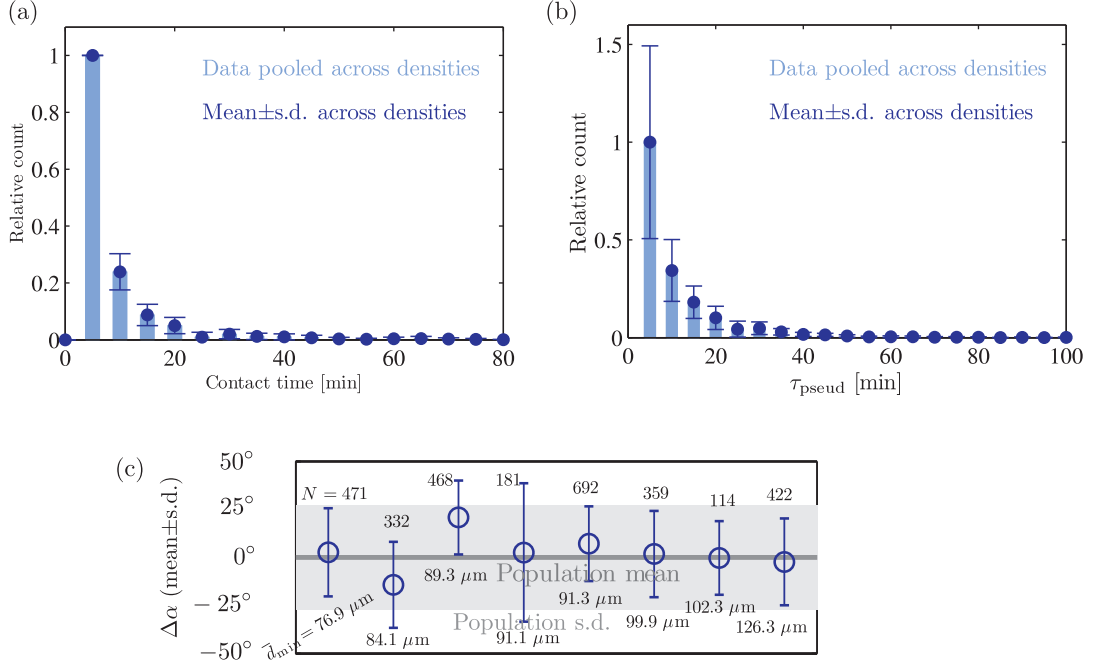 (a)
1
0.8
0.6
0.4
0.2
0
Relative count
Data pooled across densities
Mean±s.d. across densities
0 20 40 60 80
Contact time [min]
(b)
1.5
1
0.5
0
Relative count
Data pooled across densities
Mean±s.d. across densities
0 20 40 60 80 100
τpseud [min]
(c)
50°
25°
0°
−25°
−50°
Δα (mean±s.d.)
N = 471
332
468
181
692
359
114
422
Population mean
Population s.d.
d̄min = 76.9 μm
84.1 μm
89.3 μm
91.1 μm
91.3 μm
99.9 μm
102.3 μm
126.3 μm